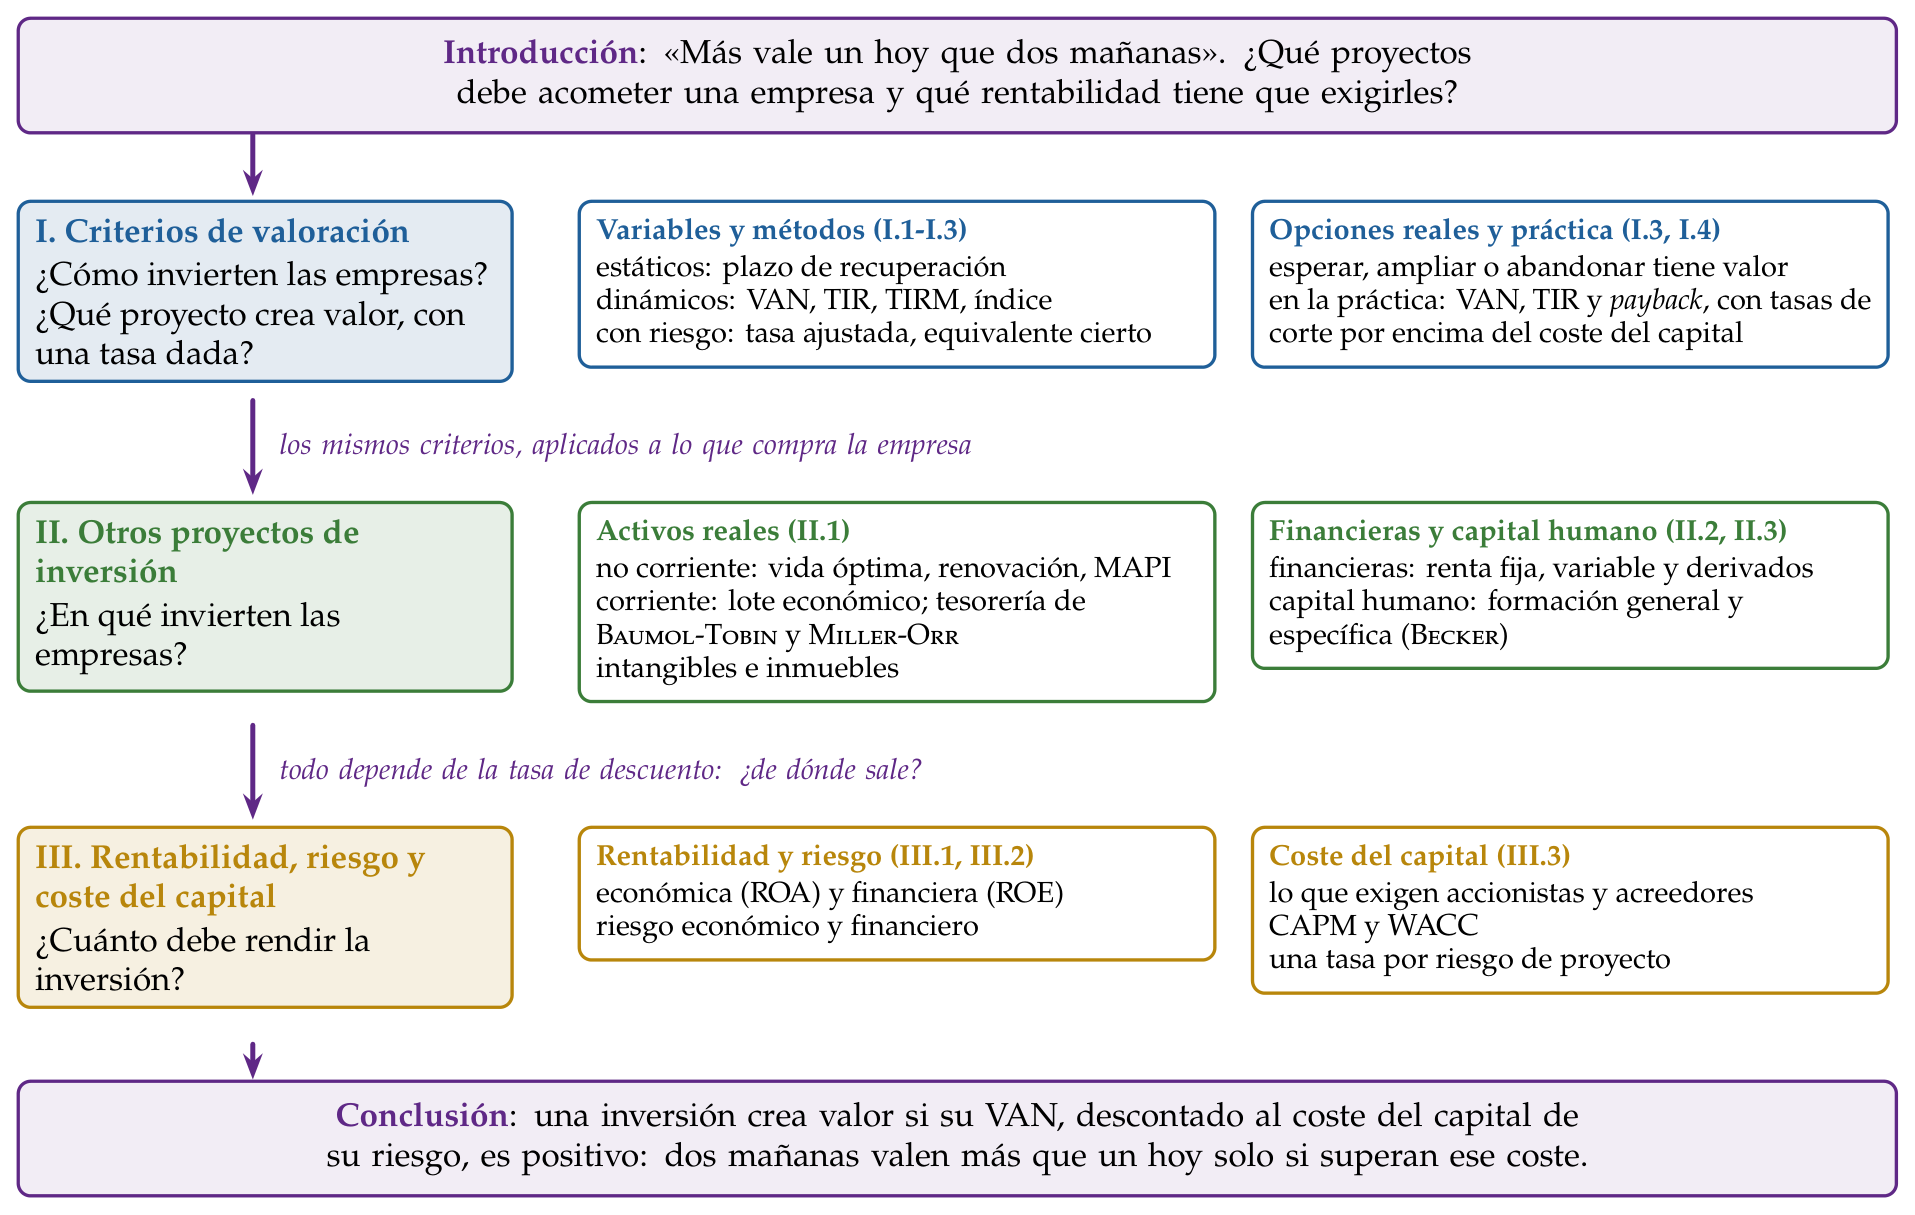 Introducción: «Más vale un hoy que dos mañanas». ¿Qué proyectos
debe acometer una empresa y qué rentabilidad tiene que exigirles?
I. Criterios de valoración
¿Cómo invierten las empresas?
¿Qué proyecto crea valor, con
una tasa dada?
Variables y métodos (I.1-I.3)
estáticos: plazo de recuperación
dinámicos: VAN, TIR, TIRM, índice
con riesgo: tasa ajustada, equivalente cierto
Opciones reales y práctica (I.3, I.4)
esperar, ampliar o abandonar tiene valor
en la práctica: VAN, TIR y payback, con tasas de
corte por encima del coste del capital
los mismos criterios, aplicados a lo que compra la empresa
II. Otros proyectos de
inversión
¿En qué invierten las
empresas?
Activos reales (II.1)
no corriente: vida óptima, renovación, MAPI
corriente: lote económico; tesorería de
Baumol-Tobin y Miller-Orr
intangibles e inmuebles
Financieras y capital humano (II.2, II.3)
financieras: renta fija, variable y derivados
capital humano: formación general y
específica (Becker)
todo depende de la tasa de descuento: ¿de dónde sale?
III. Rentabilidad, riesgo y
coste del capital
¿Cuánto debe rendir la
inversión?
Rentabilidad y riesgo (III.1, III.2)
económica (ROA) y financiera (ROE)
riesgo económico y financiero
Coste del capital (III.3)
lo que exigen accionistas y acreedores
CAPM y WACC
una tasa por riesgo de proyecto
Conclusión: una inversión crea valor si su VAN, descontado al coste del capital de
su riesgo, es positivo: dos mañanas valen más que un hoy solo si superan ese coste.